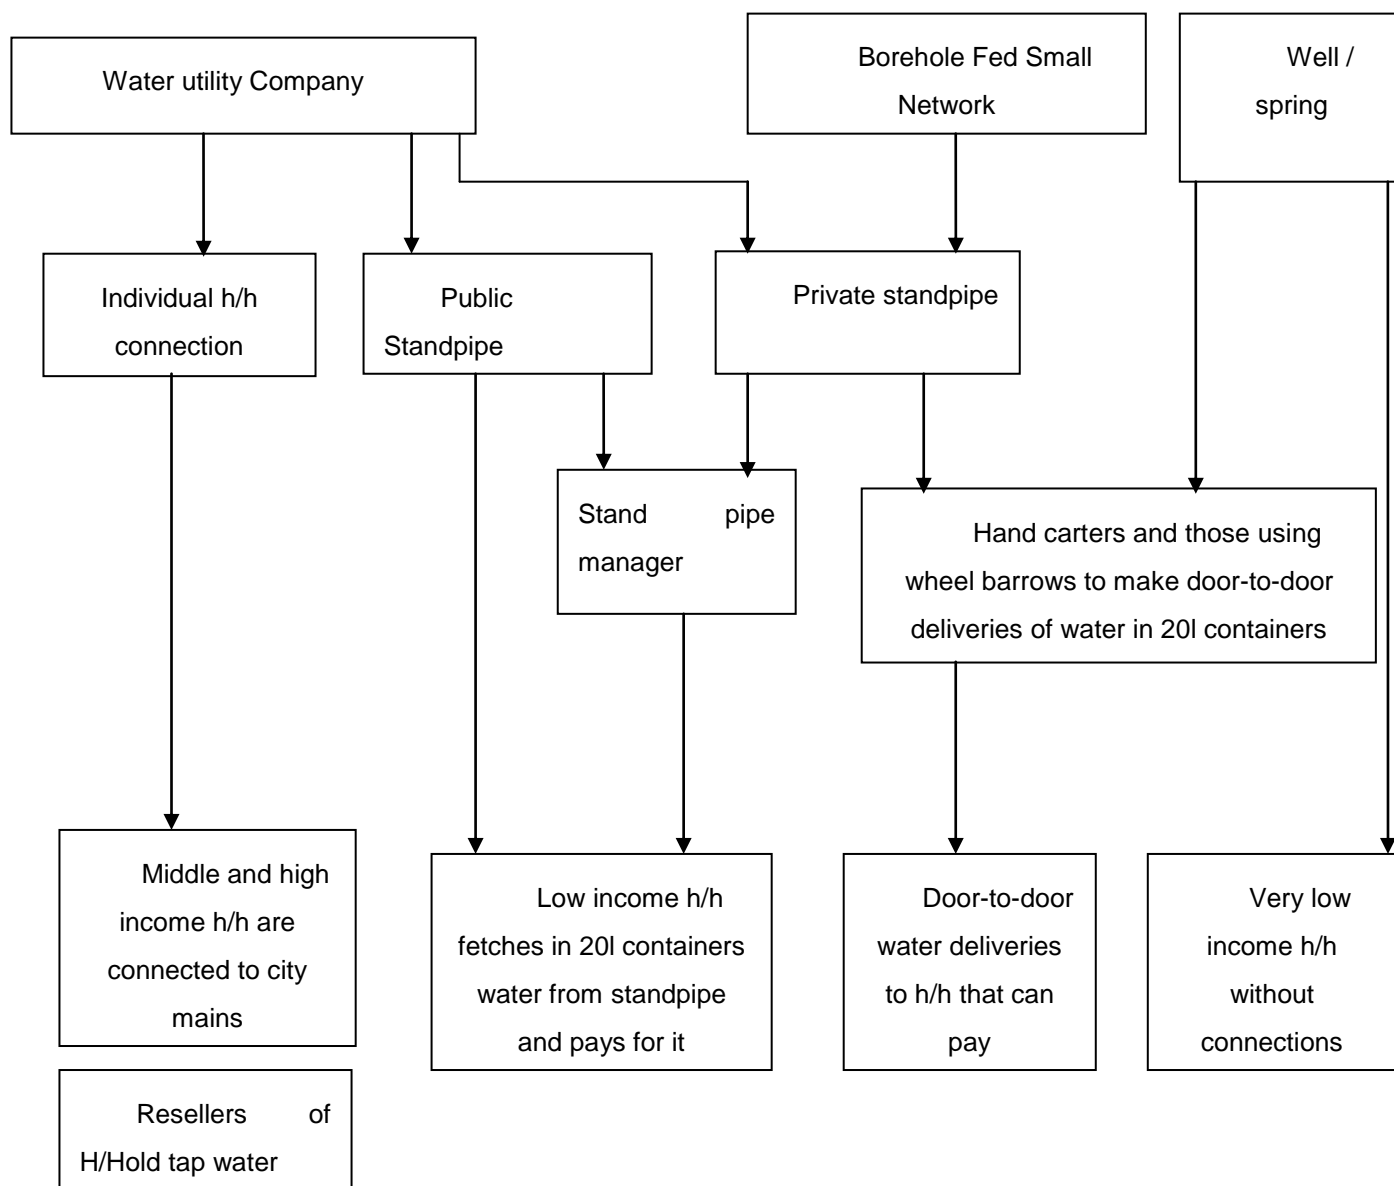 Water utility Company
Borehole Fed Small
Network
Well /
spring
Individual h/h
connection
Public
Standpipe
Private standpipe
Stand pipe
manager
Hand carters and those using
wheel barrows to make door-to-door
deliveries of water in 20l containers
Middle and high
income h/h are
connected to city
mains
Low income h/h
fetches in 20l containers
water from standpipe
and pays for it
Door-to-door
water deliveries
to h/h that can
pay
Very low
income h/h
without
connections
Resellers of
H/Hold tap water